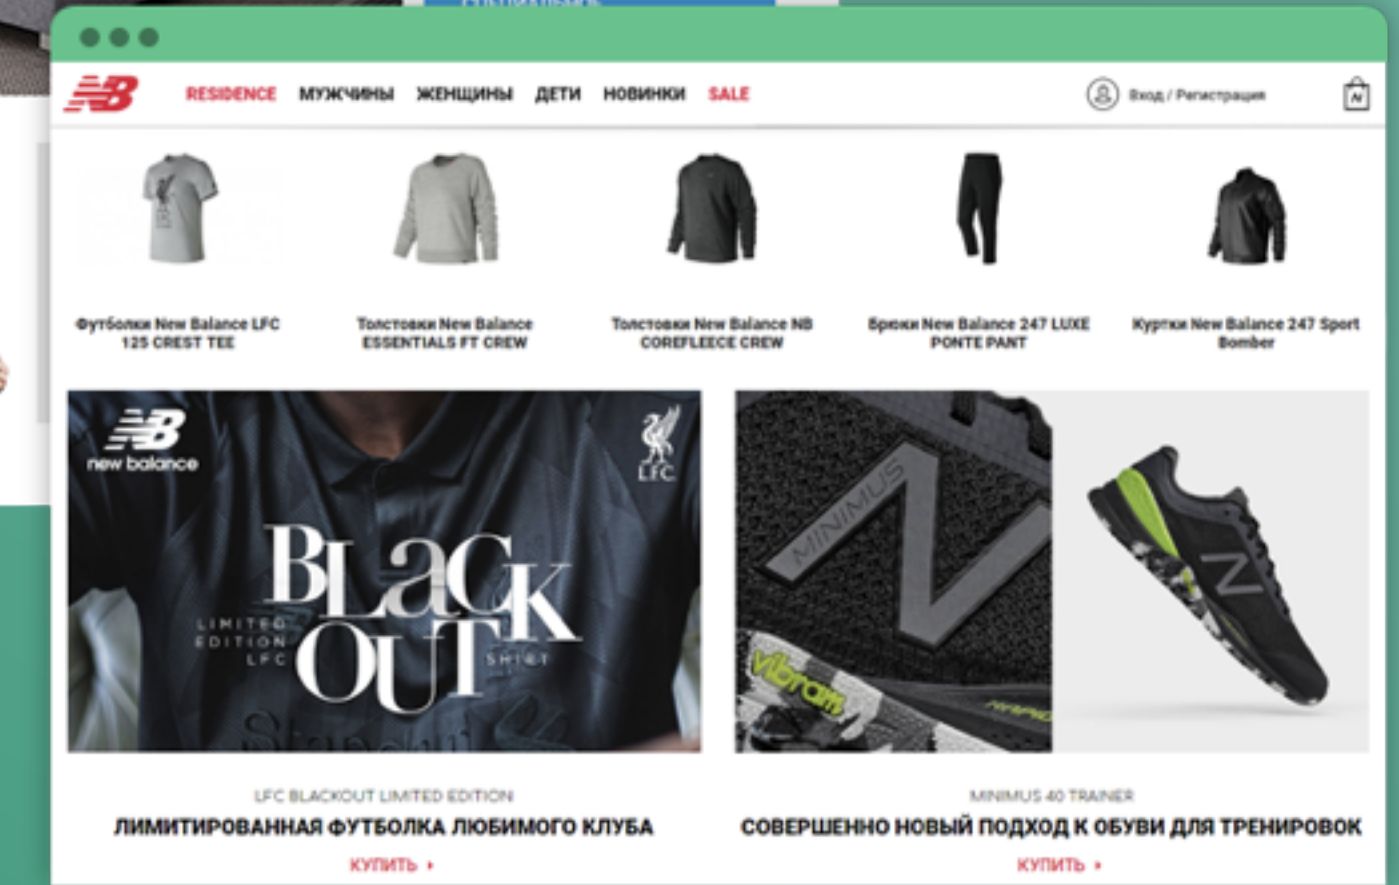 RESIDENCE МУЖЧИНЫ ЖЕНЩИНЫ ДЕТИ НОВИНКИ SALE
Вход / Регистрация
Футболки New Balance LFC
125 CREST TEE
Толстовки New Balance
ESSENTIALS FT CREW
Толстовки New Balance NB
COREFLEECE CREW
Брюки New Balance 247 LUXE
PONTE PANT
Куртки New Balance 247 Sport
Bomber
NB
new balance
L.F.C.
BLaCK
OUT
LIMITED
EDITION
LFC
SHIRT
MINIMUS
N
vibram
N
LFC BLACKOUT LIMITED EDITION
ЛИМИТИРОВАННАЯ ФУТБОЛКА ЛЮБИМОГО КЛУБА
КУПИТЬ
MINIMUS 40 TRAINER
СОВЕРШЕННО НОВЫЙ ПОДХОД К ОБУВИ ДЛЯ ТРЕНИРОВОК
КУПИТЬ